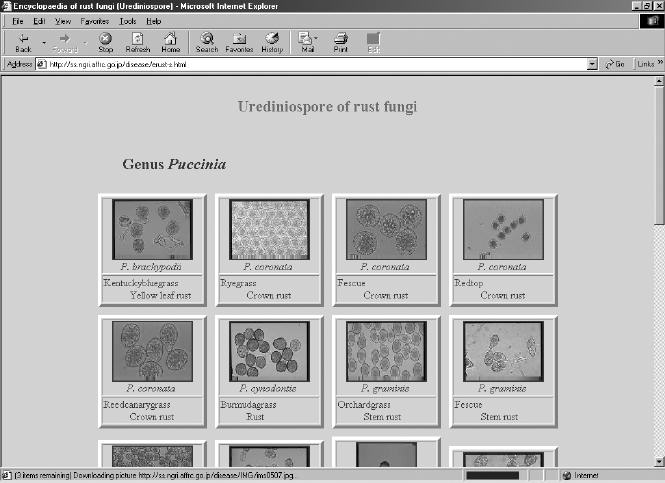 Encyclopaedia of rust fungi (Urediniospore) - Microsoft Internet Explorer
File Edit View Favorites Tools Help
Back Forward Stop Refresh Home Search Favorites History Mail Print Edit
Address http://ss.ngri.affrc.go.jp/disease/erust-z.html Go Links »
Urediniospore of rust fungi
Genus Puccinia
P. brachypodii P. coronata P. coronata P. coronata
Kentuckybluegrass Ryegrass Fescue Redtop
Yellow leaf rust Crown rust Crown rust Crown rust
P. coronata P. cynodontis P. graminis P. graminis
Reedcanarygrass Burmudagrass Orchardgrass Fescue
Crown rust Rust Stem rust Stem rust
(3 items remaining) Downloading picture http://ss.ngri.affrc.go.jp/disease/IMG/ims0507.jpg... Internet